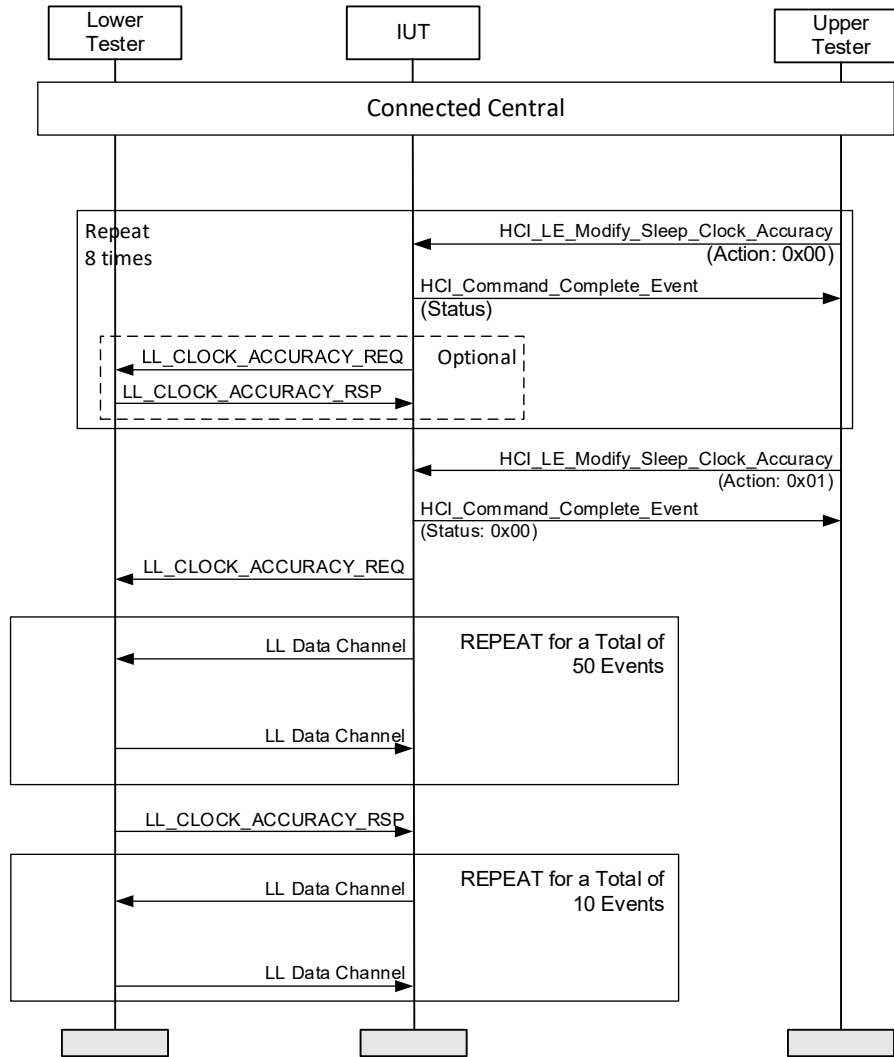 Lower
Tester
IUT
Upper
Tester
Connected Central
Repeat
8 times
HCI_LE_Modify_Sleep_Clock_Accuracy
(Action: 0x00)
HCI_Command_Complete_Event
(Status)
LL_CLOCK_ACCURACY_REQ
Optional
LL_CLOCK_ACCURACY_RSP
HCI_LE_Modify_Sleep_Clock_Accuracy
(Action: 0x01)
HCI_Command_Complete_Event
(Status: 0x00)
LL_CLOCK_ACCURACY_REQ
LL Data Channel
REPEAT for a Total of
50 Events
LL Data Channel
LL_CLOCK_ACCURACY_RSP
LL Data Channel
REPEAT for a Total of
10 Events
LL Data Channel